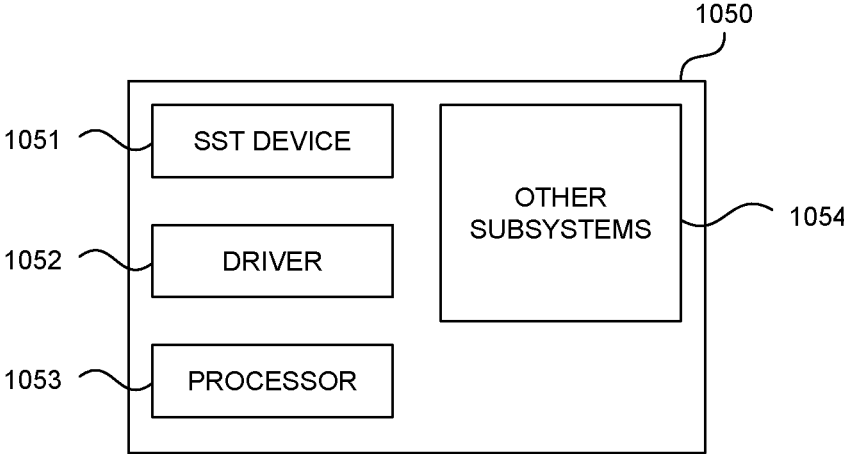 1050
1051
SST DEVICE
OTHER
SUBSYSTEMS
1054
1052
DRIVER
1053
PROCESSOR